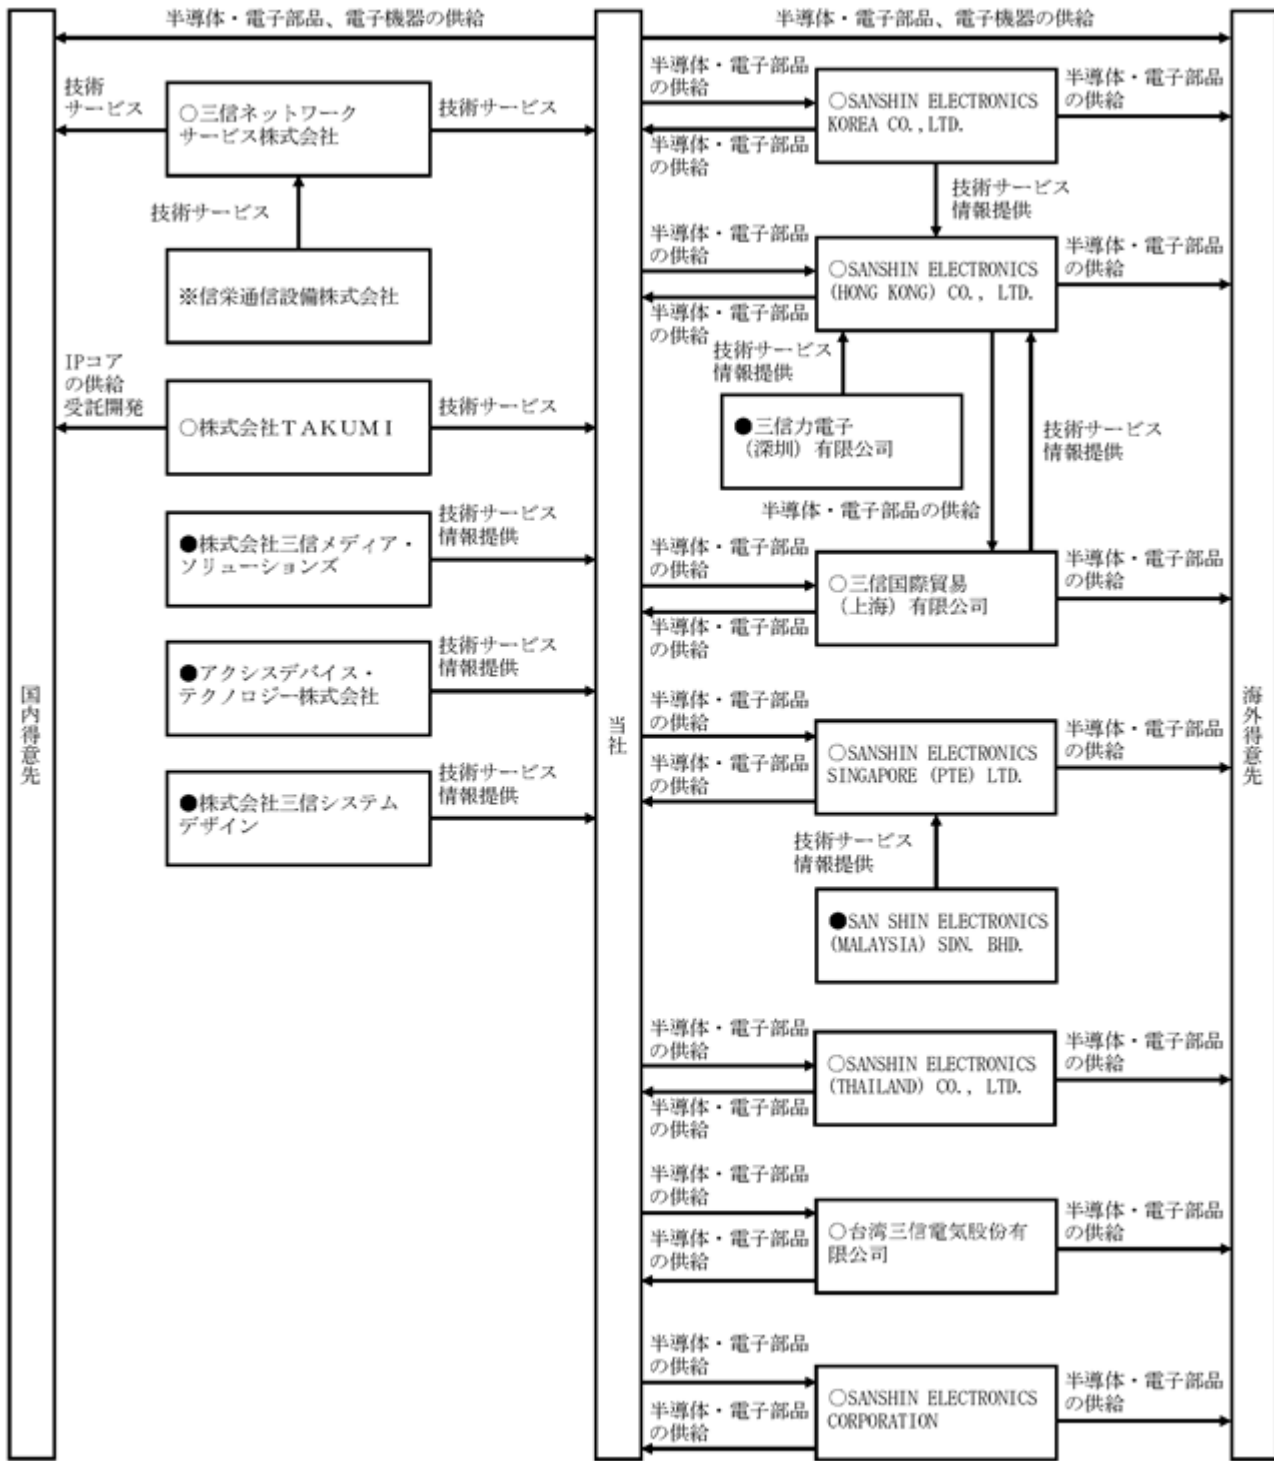 半導体・電子部品、電子機器の供給
技術
サービス
○三信ネットワーク
サービス株式会社
技術サービス
技術サービス
※信栄通信設備株式会社
IPコア
の供給
受託開発
○株式会社ＴＡＫＵＭＩ
技術サービス
●株式会社三信メディア・
ソリューションズ
技術サービス
情報提供
●アクシスデバイス・
テクノロジー株式会社
技術サービス
情報提供
●株式会社三信システム
デザイン
技術サービス
情報提供
国内得意先
当社
半導体・電子部品、電子機器の供給
半導体・電子部品
の供給
○SANSHIN ELECTRONICS
KOREA CO.,LTD.
半導体・電子部品
の供給
半導体・電子部品
の供給
技術サービス
情報提供
半導体・電子部品
の供給
○SANSHIN ELECTRONICS
(HONG KONG) CO., LTD.
半導体・電子部品
の供給
半導体・電子部品
の供給
技術サービス
情報提供
●三信力電子
（深圳）有限公司
技術サービス
情報提供
半導体・電子部品の供給
半導体・電子部品
の供給
○三信国際貿易
（上海）有限公司
半導体・電子部品
の供給
半導体・電子部品
の供給
半導体・電子部品
の供給
○SANSHIN ELECTRONICS
SINGAPORE (PTE) LTD.
半導体・電子部品
の供給
半導体・電子部品
の供給
技術サービス
情報提供
●SAN SHIN ELECTRONICS
(MALAYSIA) SDN. BHD.
半導体・電子部品
の供給
○SANSHIN ELECTRONICS
(THAILAND) CO., LTD.
半導体・電子部品
の供給
半導体・電子部品
の供給
半導体・電子部品
の供給
○台湾三信電気股份有
限公司
半導体・電子部品
の供給
半導体・電子部品
の供給
半導体・電子部品
の供給
○SANSHIN ELECTRONICS
CORPORATION
半導体・電子部品
の供給
半導体・電子部品
の供給
海外得意先